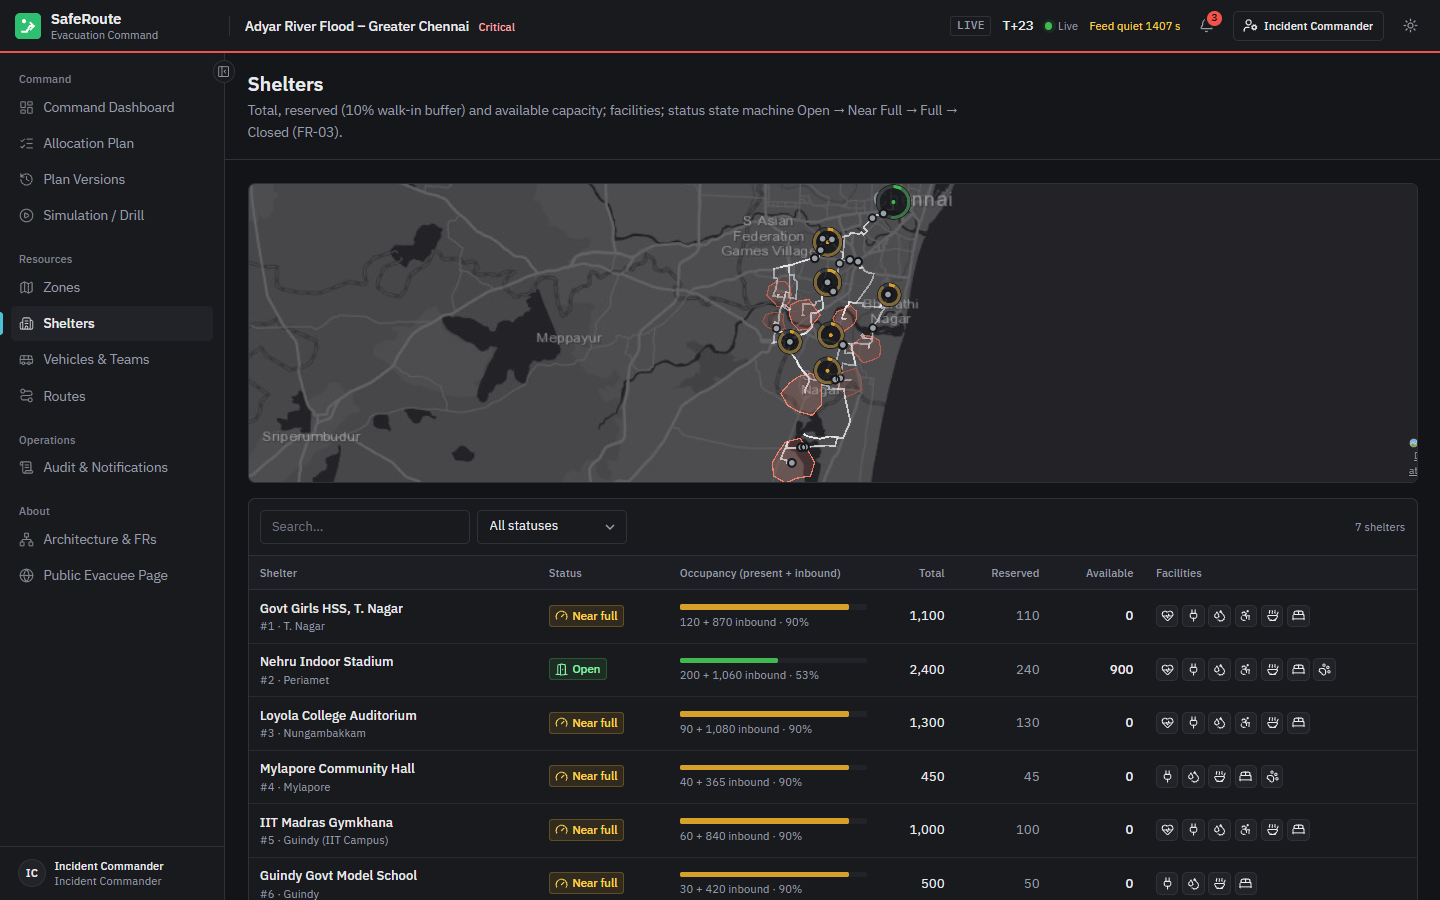 SafeRoute
Evacuation Command
Adyar River Flood – Greater Chennai Critical
LIVE T+23 Live Feed quiet 1407 s 3 Incident Commander
Command
Command Dashboard
Allocation Plan
Plan Versions
Simulation / Drill
Resources
Zones
Shelters
Vehicles & Teams
Routes
Operations
Audit & Notifications
About
Architecture & FRs
Public Evacuee Page
IC Incident Commander
Incident Commander
Shelters
Total, reserved (10% walk-in buffer) and available capacity; facilities; status state machine Open → Near Full → Full →
Closed (FR-03).
nnai
S Asian
Federation
Games Village
Nagar
Meppayur
Nagar
Sriperumbudur
Search...
All statuses
7 shelters
Shelter Status Occupancy (present + inbound) Total Reserved Available Facilities
Govt Girls HSS, T. Nagar
#1 · T. Nagar
Near full
120 + 870 inbound · 90%
1,100 110 0
Nehru Indoor Stadium
#2 · Periamet
Open
200 + 1,060 inbound · 53%
2,400 240 900
Loyola College Auditorium
#3 · Nungambakkam
Near full
90 + 1,080 inbound · 90%
1,300 130 0
Mylapore Community Hall
#4 · Mylapore
Near full
40 + 365 inbound · 90%
450 45 0
IIT Madras Gymkhana
#5 · Guindy (IIT Campus)
Near full
60 + 840 inbound · 90%
1,000 100 0
Guindy Govt Model School
#6 · Guindy
Near full
30 + 420 inbound · 90%
500 50 0